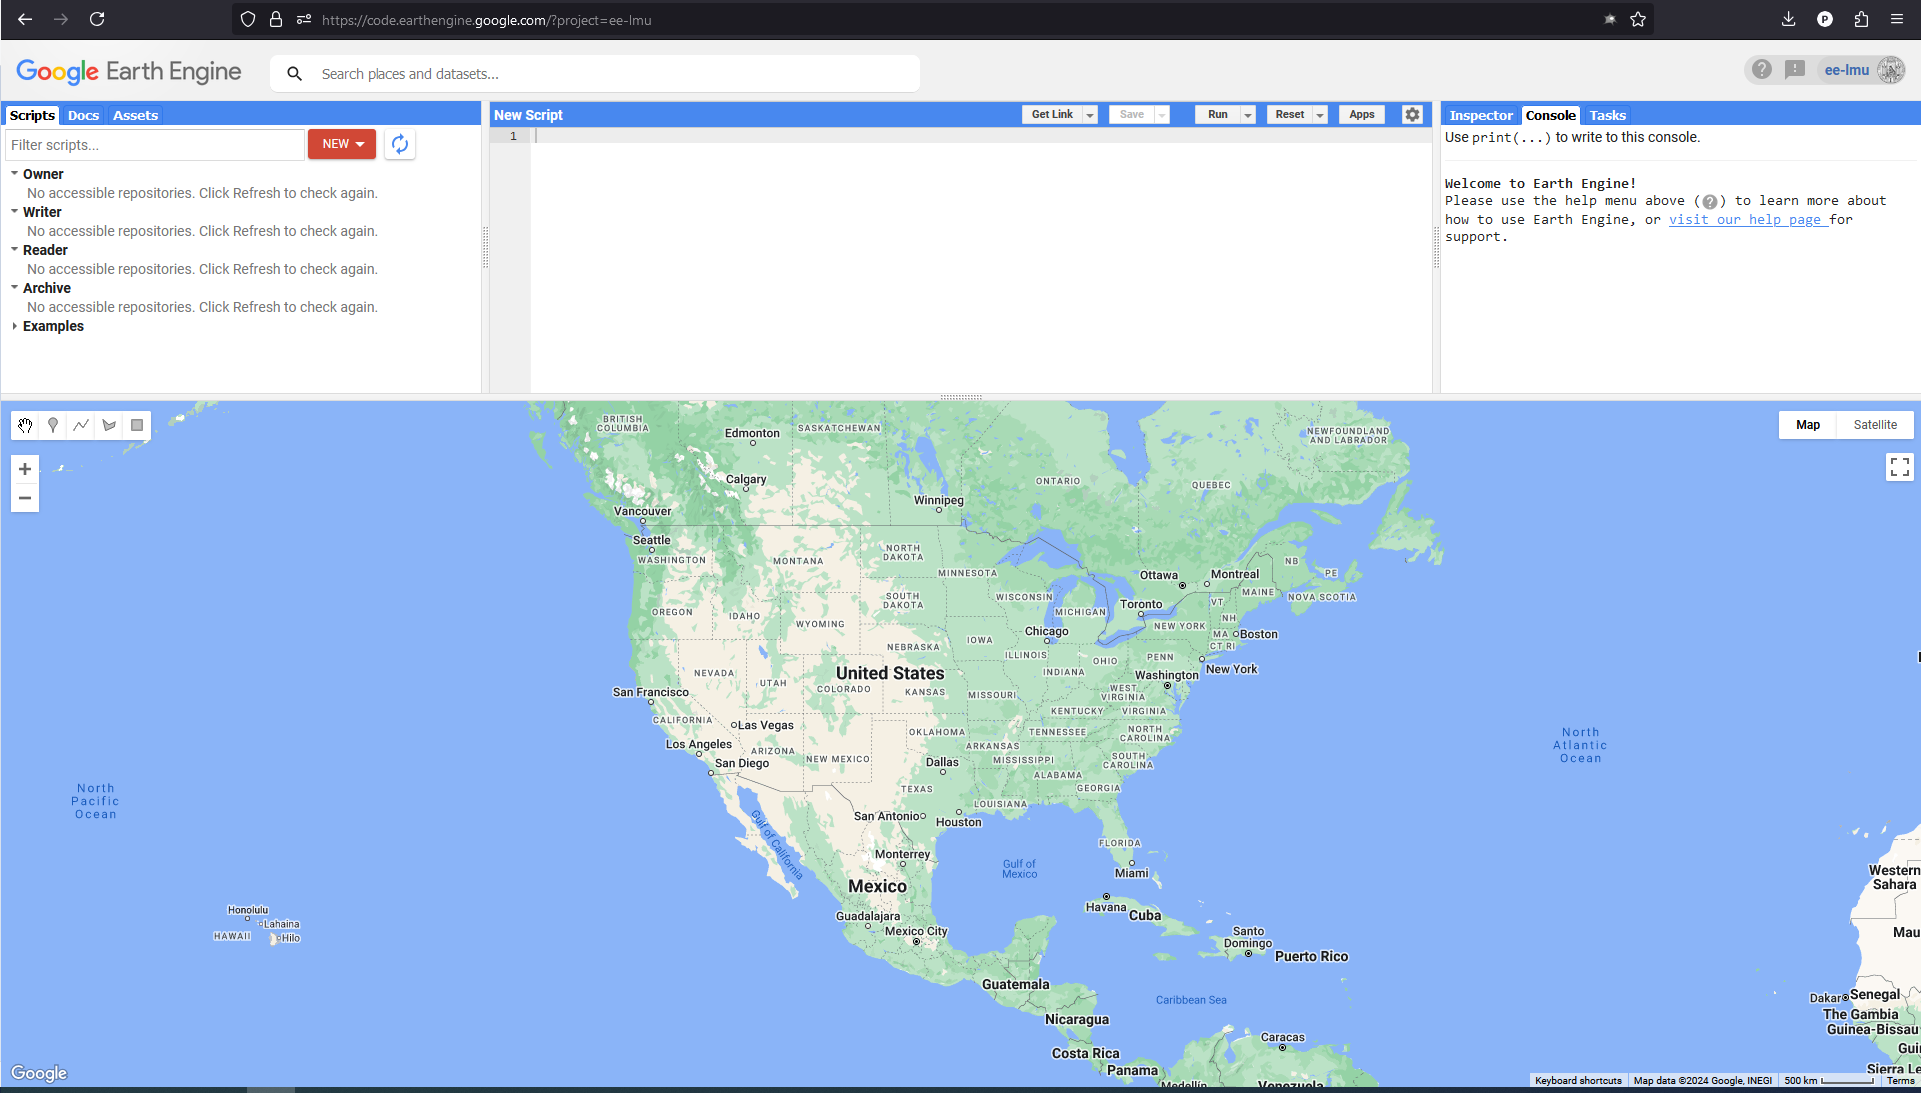 https://code.earthengine.google.com/?project=ee-lmu
P
Google Earth Engine
Search places and datasets...
ee-lmu
Scripts Docs Assets
Filter scripts...
NEW
Owner
No accessible repositories. Click Refresh to check again.
Writer
No accessible repositories. Click Refresh to check again.
Reader
No accessible repositories. Click Refresh to check again.
Archive
No accessible repositories. Click Refresh to check again.
Examples
New Script
Get Link Save Run Reset Apps
1
Inspector Console Tasks
Use print(...) to write to this console.
Welcome to Earth Engine!
Please use the help menu above (?) to learn more about
how to use Earth Engine, or visit our help page for
support.
Map Satellite
BRITISH
COLUMBIA
Edmonton
SASKATCHEWAN
NEWFOUNDLAND
AND LABRADOR
Calgary
ONTARIO
QUEBEC
Winnipeg
Vancouver
Seattle
WASHINGTON
MONTANA
NORTH
DAKOTA
MINNESOTA
Ottawa
Montreal
NB
PE
MAINE
NOVA SCOTIA
OREGON
IDAHO
WYOMING
SOUTH
DAKOTA
WISCONSIN
MICHIGAN
Toronto
VT
NH
NEW YORK
MA
Boston
CT RI
Chicago
IOWA
NEBRASKA
ILLINOIS
INDIANA
OHIO
PENN
New York
NEVADA
UTAH
United States
COLORADO
KANSAS
MISSOURI
Washington
WEST
VIRGINIA
San Francisco
CALIFORNIA
Las Vegas
KENTUCKY
VIRGINIA
OKLAHOMA
TENNESSEE
NORTH
CAROLINA
Los Angeles
ARIZONA
NEW MEXICO
ARKANSAS
MISSISSIPPI
SOUTH
CAROLINA
San Diego
Dallas
ALABAMA
TEXAS
GEORGIA
LOUISIANA
San Antonio
Houston
North
Pacific
Ocean
North
Atlantic
Ocean
Gulf of California
FLORIDA
Monterrey
Gulf of
Mexico
Miami
Mexico
Western
Sahara
Havana
Cuba
Honolulu
Lahaina
HAWAII
Hilo
Guadalajara
Mexico City
Santo
Domingo
Puerto Rico
Mau
Guatemala
Caribbean Sea
Dakar
Senegal
The Gambia
Guinea-Bissau
Nicaragua
Caracas
Costa Rica
Gui
Panama
Sierra Le
Medellín
Venezuela
Google
Keyboard shortcuts Map data ©2024 Google, INEGI 500 km Terms